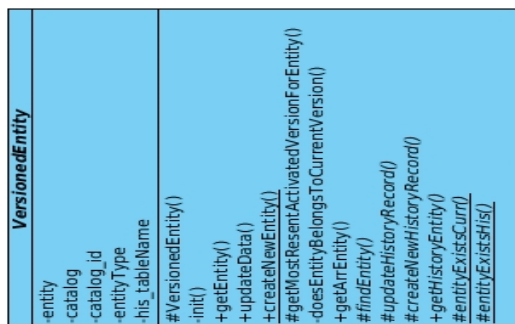 VersionedEntity
-entity
-catalog
-catalog_id
-entityType
-his_tableName
#VersionedEntity()
-init()
+getEntity()
+updateData()
+createNewEntity()
#getMostResentActivatedVersionForEntity()
-doesEntityBelongsToCurrentVersion()
+getArrEntity()
#findEntity()
#updateHistoryRecord()
#createNewHistoryRecord()
+getHistoryEntity()
#entityExistsCurr()
#entityExistsHis()